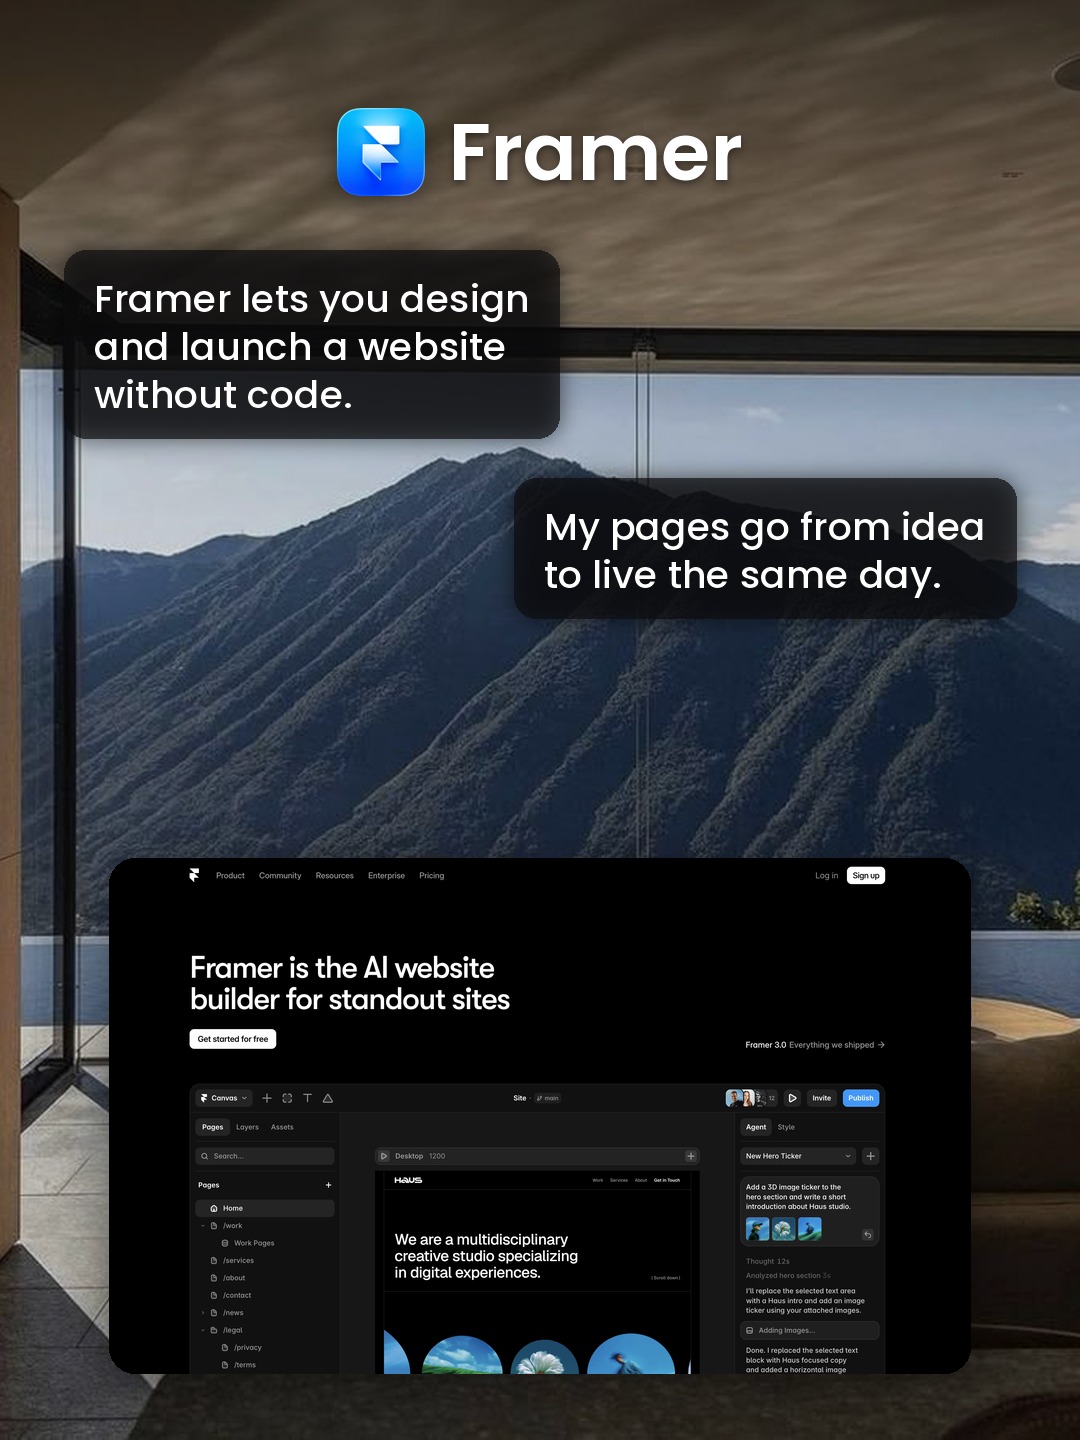 Framer
Framer lets you design
and launch a website
without code.
My pages go from idea
to live the same day.
Product Community Resources Enterprise Pricing
Log in Sign up
Framer is the AI website
builder for standout sites
Get started for free
Framer 3.0 Everything we shipped →
Canvas
Site · main
12
Invite
Publish
Pages Layers Assets
Search...
Pages +
Home
/work
Work Pages
/services
/about
/contact
/news
/legal
/privacy
/terms
Desktop 1200
HAUS
Work Services About Get in Touch
We are a multidisciplinary
creative studio specializing
in digital experiences.
( Scroll down )
Agent Style
New Hero Ticker
Add a 3D image ticker to the
hero section and write a short
introduction about Haus studio.
Thought 12s
Analyzed hero section 3s
I'll replace the selected text area
with a Haus intro and add an image
ticker using your attached images.
Adding Images...
Done. I replaced the selected text
block with Haus focused copy
and added a horizontal image